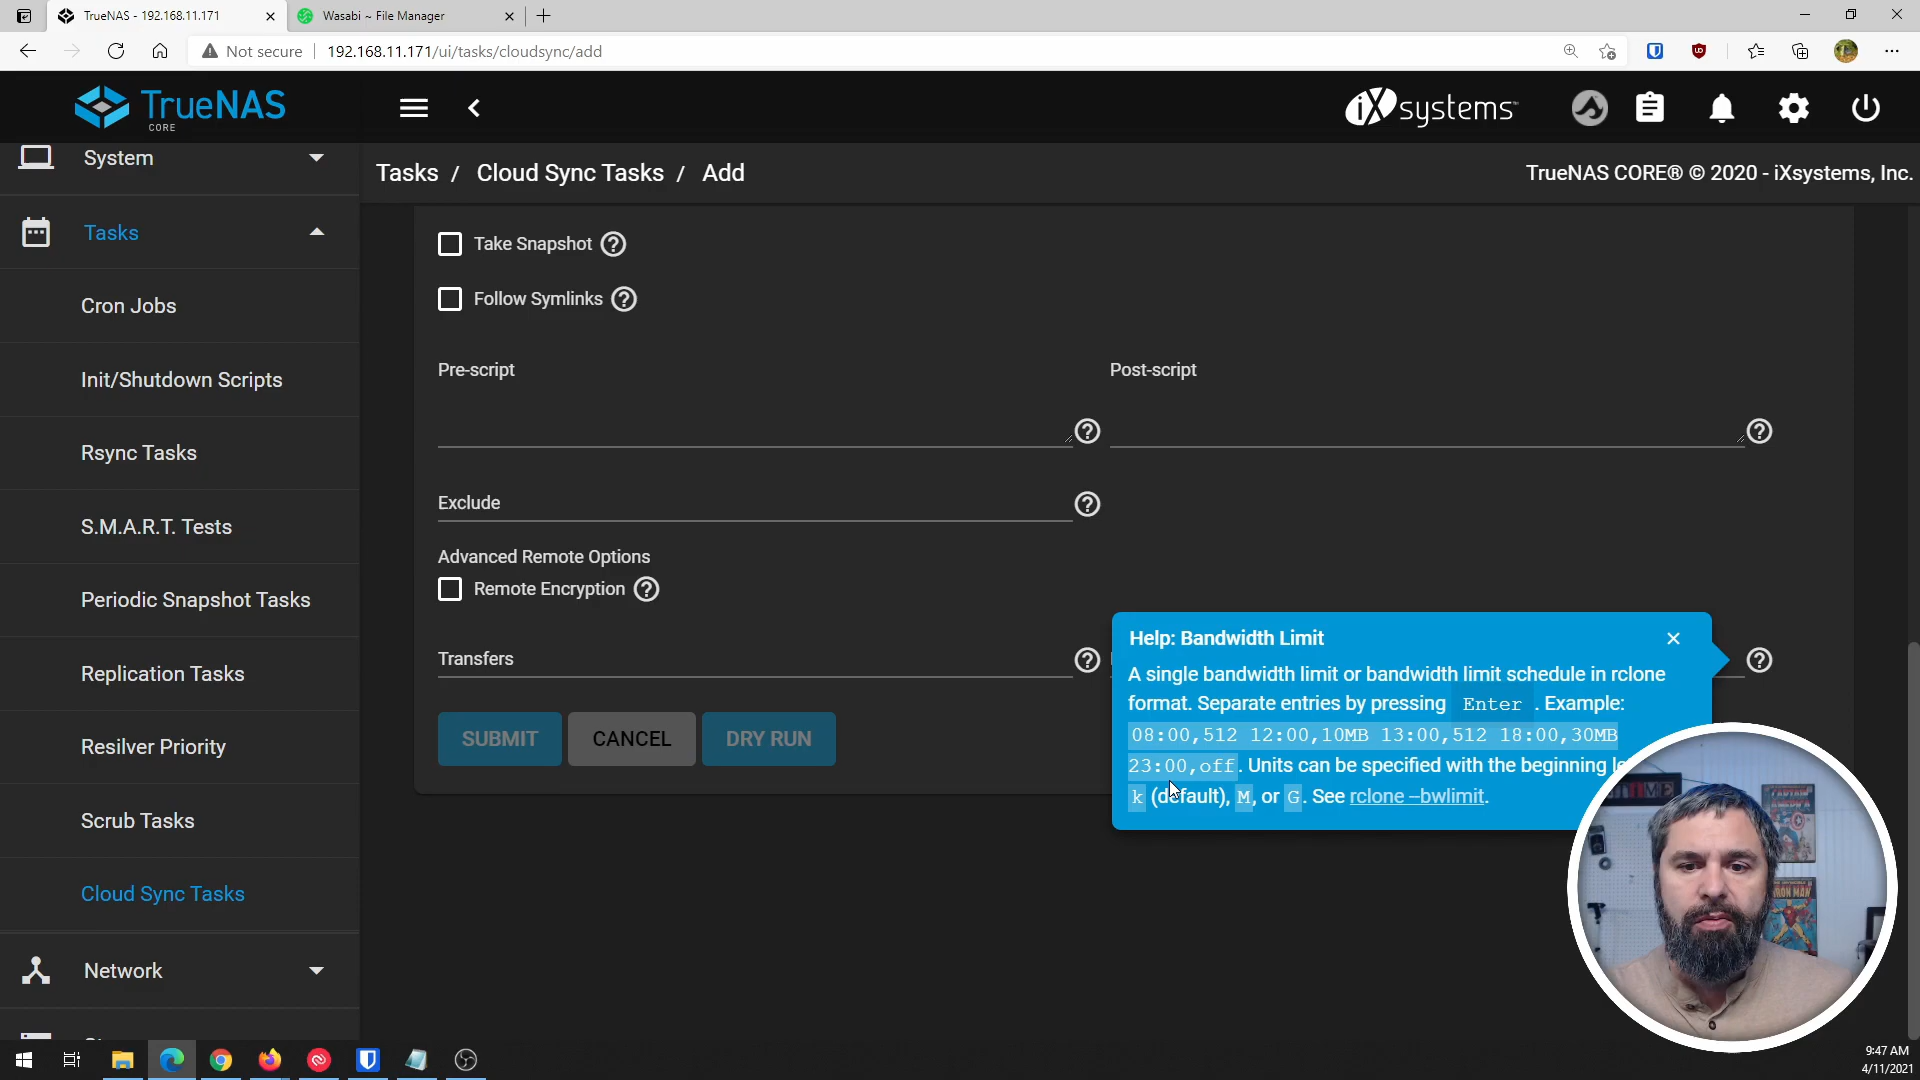 TrueNAS - 192.168.11.171
Wasabi ~ File Manager
Not secure
192.168.11.171/ui/tasks/cloudsync/add
TrueNAS
CORE
iXsystems™
System
Tasks / Cloud Sync Tasks / Add
TrueNAS CORE® © 2020 - iXsystems, Inc.
Tasks
Cron Jobs
Init/Shutdown Scripts
Rsync Tasks
S.M.A.R.T. Tests
Periodic Snapshot Tasks
Replication Tasks
Resilver Priority
Scrub Tasks
Cloud Sync Tasks
Network
Take Snapshot
Follow Symlinks
Pre-script
Post-script
Exclude
Advanced Remote Options
Remote Encryption
Transfers
SUBMIT
CANCEL
DRY RUN
Help: Bandwidth Limit
A single bandwidth limit or bandwidth limit schedule in rclone
format. Separate entries by pressing Enter . Example:
08:00,512 12:00,10MB 13:00,512 18:00,30MB
23:00,off. Units can be specified with the beginning
k (default), M, or G. See rclone –bwlimit.
CAPTAIN
IRON MAN
9:47 AM
4/11/2021